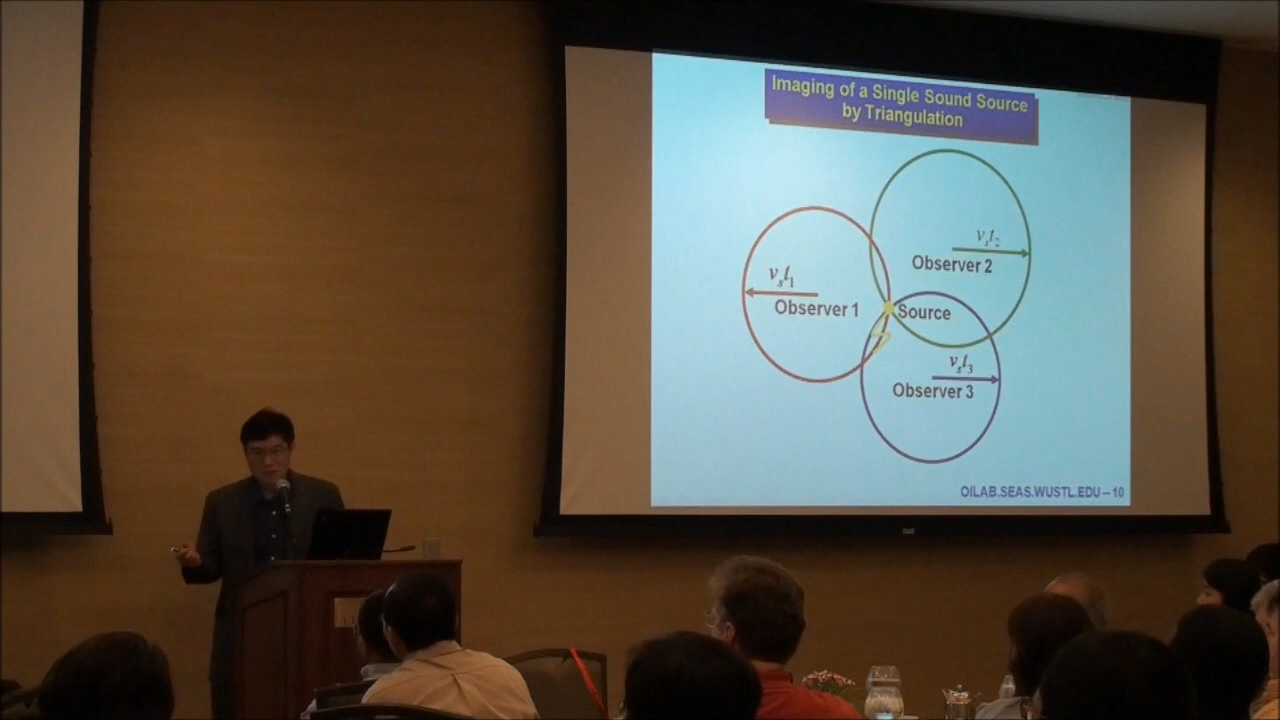 Imaging of a Single Sound Source
by Triangulation
vₛt₂
Observer 2
vₛt₁
Observer 1
Source
vₛt₃
Observer 3
OILAB.SEAS.WUSTL.EDU – 10